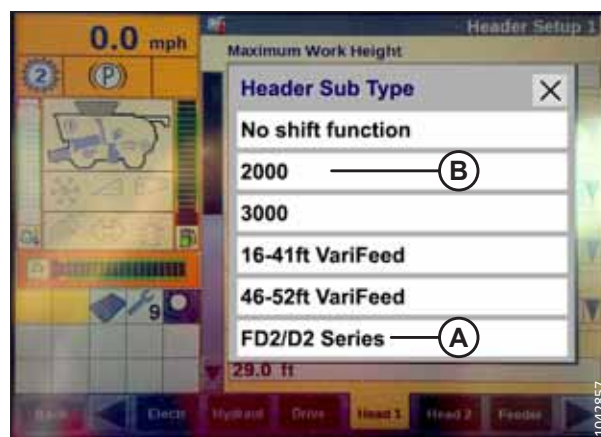 0.0 mph
Header Setup 1
2
P
Maximum Work Height
Header Sub Type
No shift function
2000
B
3000
16-41ft VariFeed
46-52ft VariFeed
9
FD2/D2 Series
A
29.0 ft
Back
Electr
Hydraul
Drive
Head 1
Head 2
Feeder
1042857